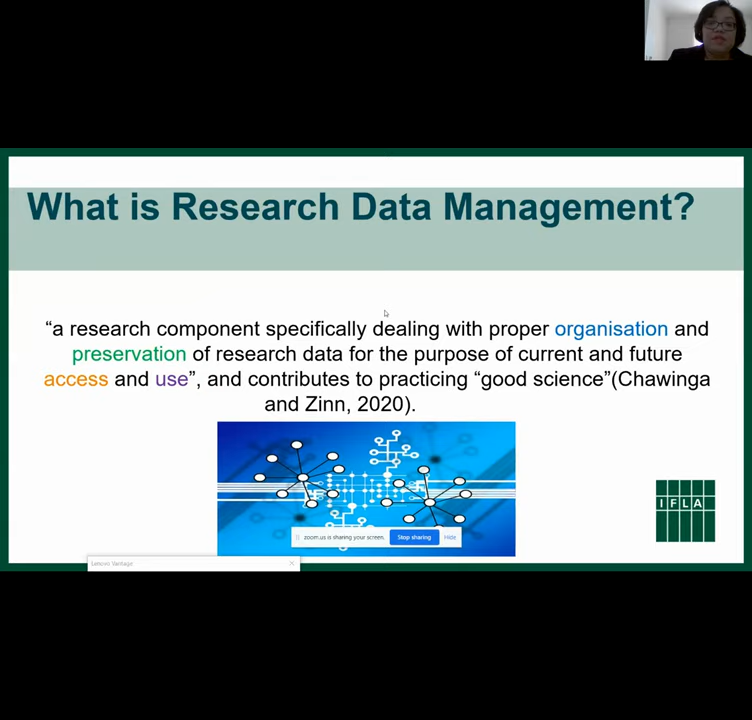 What is Research Data Management?
“a research component specifically dealing with proper organisation and
preservation of research data for the purpose of current and future
access and use”, and contributes to practicing “good science”(Chawinga
and Zinn, 2020).
IFLA
zoom.us is sharing your screen. Stop sharing Hide
Lenovo Vantage